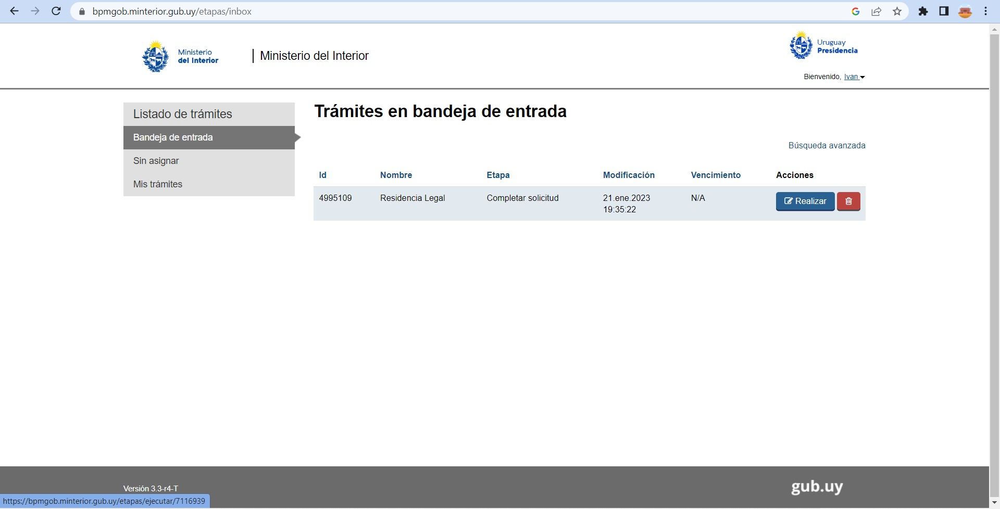 bpmgob.minterior.gub.uy/etapas/inbox
Ministerio
del Interior
Ministerio del Interior
Uruguay
Presidencia
Bienvenido, Ivan
Listado de trámites
Bandeja de entrada
Sin asignar
Mis trámites
Trámites en bandeja de entrada
Búsqueda avanzada
Id Nombre Etapa Modificación Vencimiento Acciones
4995109 Residencia Legal Completar solicitud 21.ene.2023 N/A Realizar
19:35:22
Versión 3.3-r4-T
gub.uy
https://bpmgob.minterior.gub.uy/etapas/ejecutar/7116939